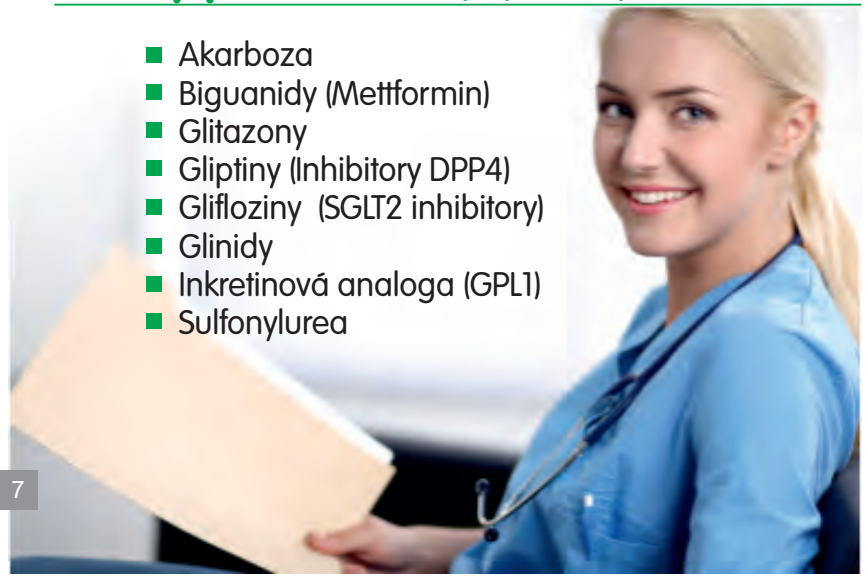 Akarboza
Biguanidy (Mettformin)
Glitazony
Gliptiny (Inhibitory DPP4)
Glifloziny (SGLT2 inhibitory)
Glinidy
Inkretinová analoga (GPL1)
Sulfonylurea
7